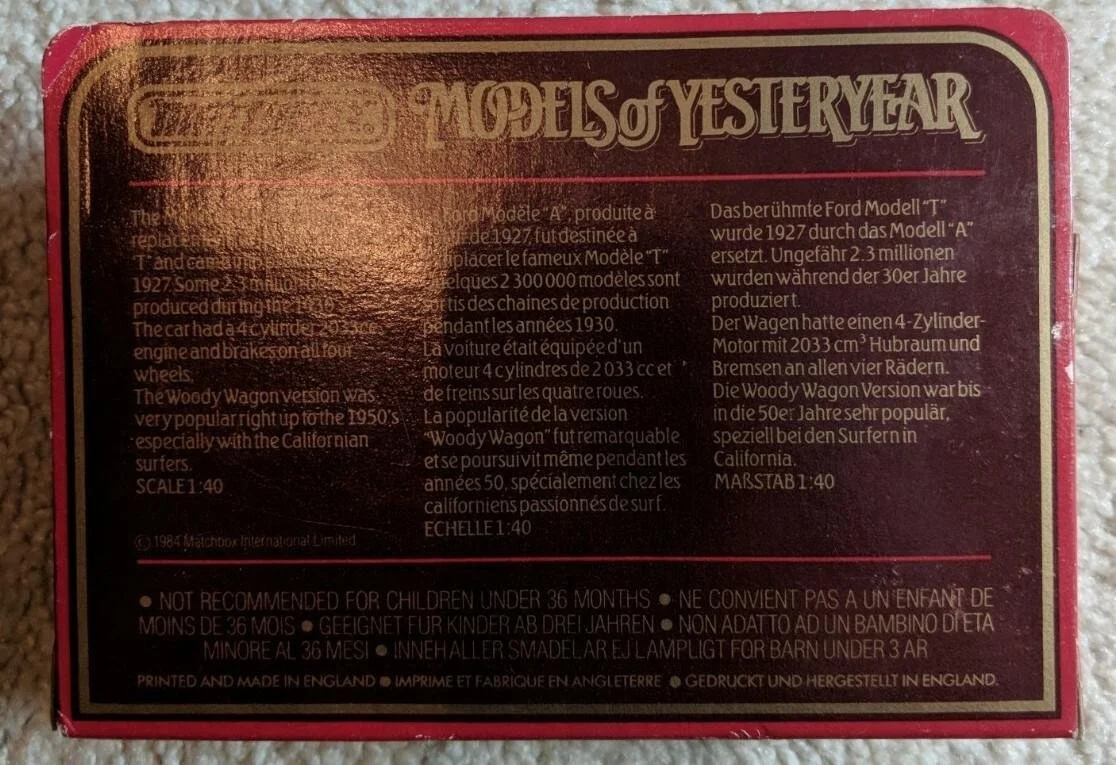 MODELS of YESTERYEAR
The
replacement
"T" and came
1927. Some 2.3 million
produced during the 1930
The car had a 4 cylinder 2033cc
engine and brakes on all four
wheels.
The Woody Wagon version was
very popular right up to the 1950's
especially with the Californian
surfers.
SCALE 1:40
© 1984 Matchbox International Limited
Ford Modèle "A", produite à
de 1927, fut destinée à
le fameux Modèle "T"
2 300 000 modèles sont
des chaines de production
pendant les années 1930.
La voiture était équipée d'un
moteur 4 cylindres de 2 033 cc et
de freins sur les quatre roues.
La popularité de la version
"Woody Wagon" fut remarquable
et se poursuivit même pendant les
années 50, spécialement chez les
californiens passionnés de surf.
ECHELLE 1:40
Das berühmte Ford Modell "T"
wurde 1927 durch das Modell "A"
ersetzt. Ungefähr 2.3 millionen
wurden während der 30er Jahre
produziert.
Der Wagen hatte einen 4-Zylinder-
Motor mit 2033 cm³ Hubraum und
Bremsen an allen vier Rädern.
Die Woody Wagon Version war bis
in die 50er Jahre sehr populär,
speziell bei den Surfern in
California.
MAßSTAB 1:40
● NOT RECOMMENDED FOR CHILDREN UNDER 36 MONTHS ● NE CONVIENT PAS A UN ENFANT DE
MOINS DE 36 MOIS ● GEEIGNET FUR KINDER AB DREI JAHREN ● NON ADATTO AD UN BAMBINO DI ETA
MINORE AL 36 MESI ● INNEHALLER SMADELAR EJ LAMPLIGT FOR BARN UNDER 3 AR
PRINTED AND MADE IN ENGLAND ● IMPRIME ET FABRIQUE EN ANGLETERRE ● GEDRUCKT UND HERGESTELLT IN ENGLAND.